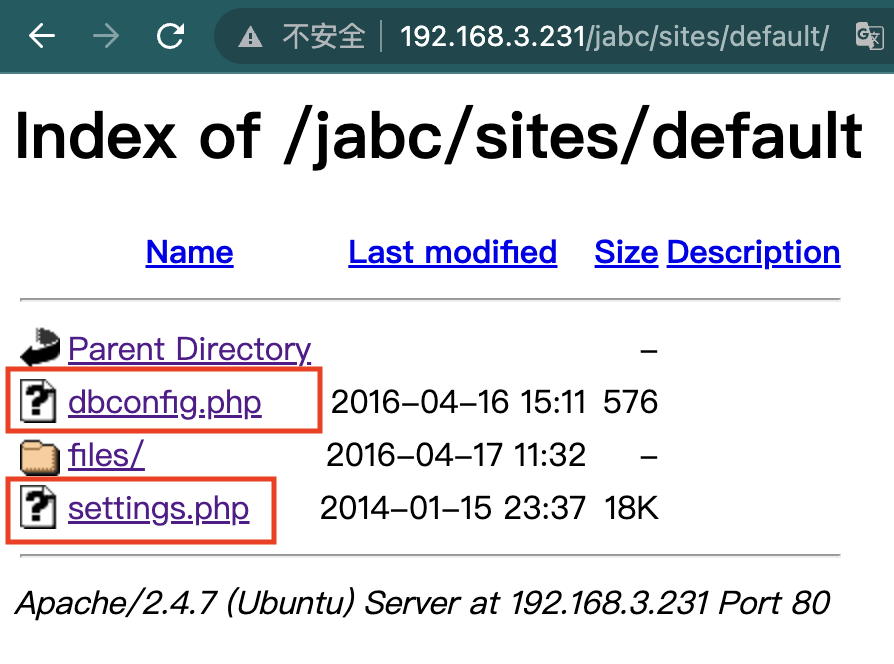 不安全 192.168.3.231/jabc/sites/default/
Index of /jabc/sites/default
Name Last modified Size Description
Parent Directory –
dbconfig.php 2016–04–16 15:11 576
files/ 2016–04–17 11:32 –
settings.php 2014–01–15 23:37 18K
Apache/2.4.7 (Ubuntu) Server at 192.168.3.231 Port 80